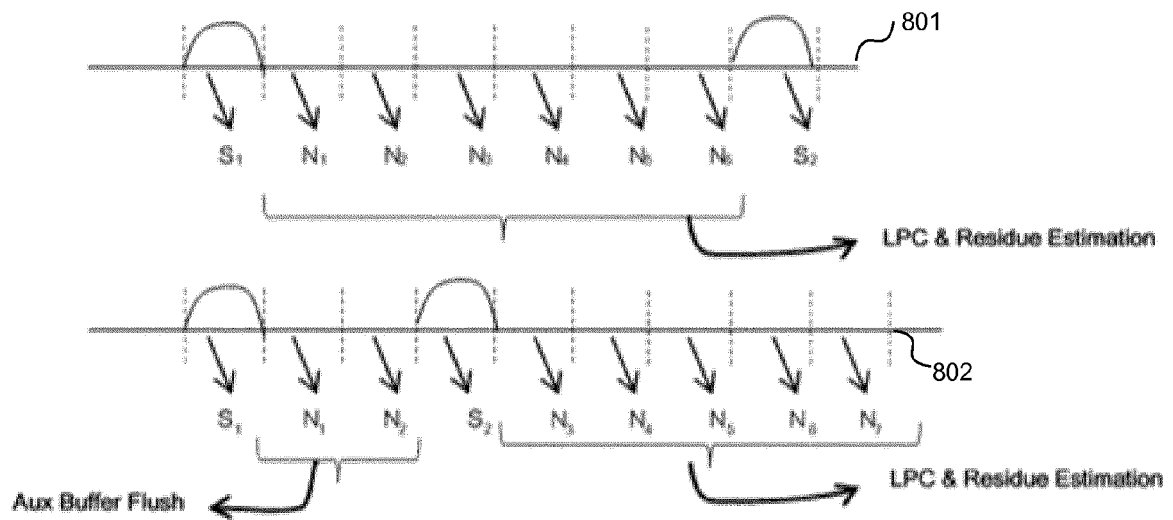 801
S₁ N₁ N₂ N₃ N₄ N₅ N₆ S₂
LPC & Residue Estimation
802
S₁ N₁ N₂ S₂ N₃ N₄ N₅ N₆ N₇
LPC & Residue Estimation
Aux Buffer Flush